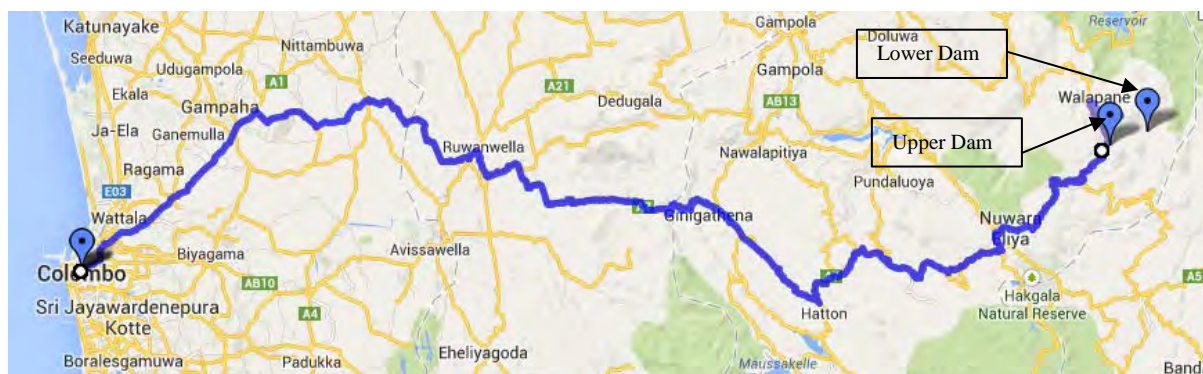 Katunayake
Seeduwa
Nittambuwa
Udugampola
A1
Ekala
Gampaha
Ja-Ela
Ganemulla
Ragama
E03
Wattala
Colombo
Biyagama
Sri Jayawardenepura
Kotte
AB10
A4
Boralesgamuwa
Padukka
Avissawella
Eheliyagoda
Ruwanwella
A21
Dedugala
Ginigathena
Gampola
Doluwa
Gampola
AB13
Nawalapitiya
Pundaluoya
Hatton
Maussakelle
Nuwara
Eliya
Hakgala
Natural Reserve
A5
Band
Reservoir
Walapane
Lower Dam
Upper Dam